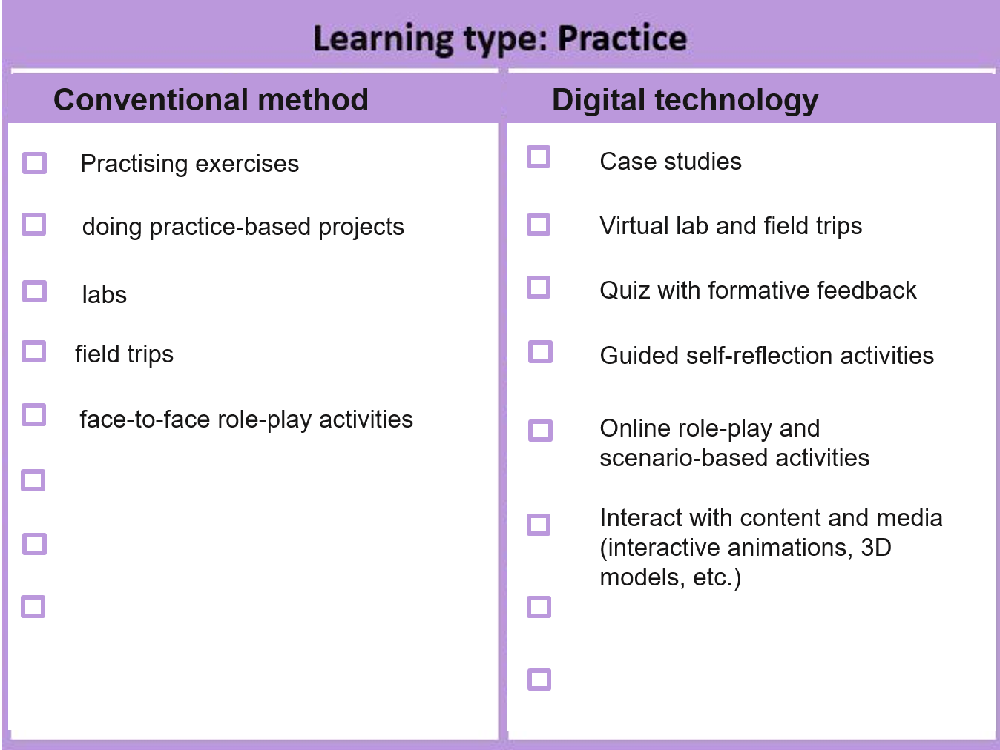 Learning type: Practice
Conventional method
Practising exercises
doing practice-based projects
labs
field trips
face-to-face role-play activities
Digital technology
Case studies
Virtual lab and field trips
Quiz with formative feedback
Guided self-reflection activities
Online role-play and
scenario-based activities
Interact with content and media
(interactive animations, 3D
models, etc.)